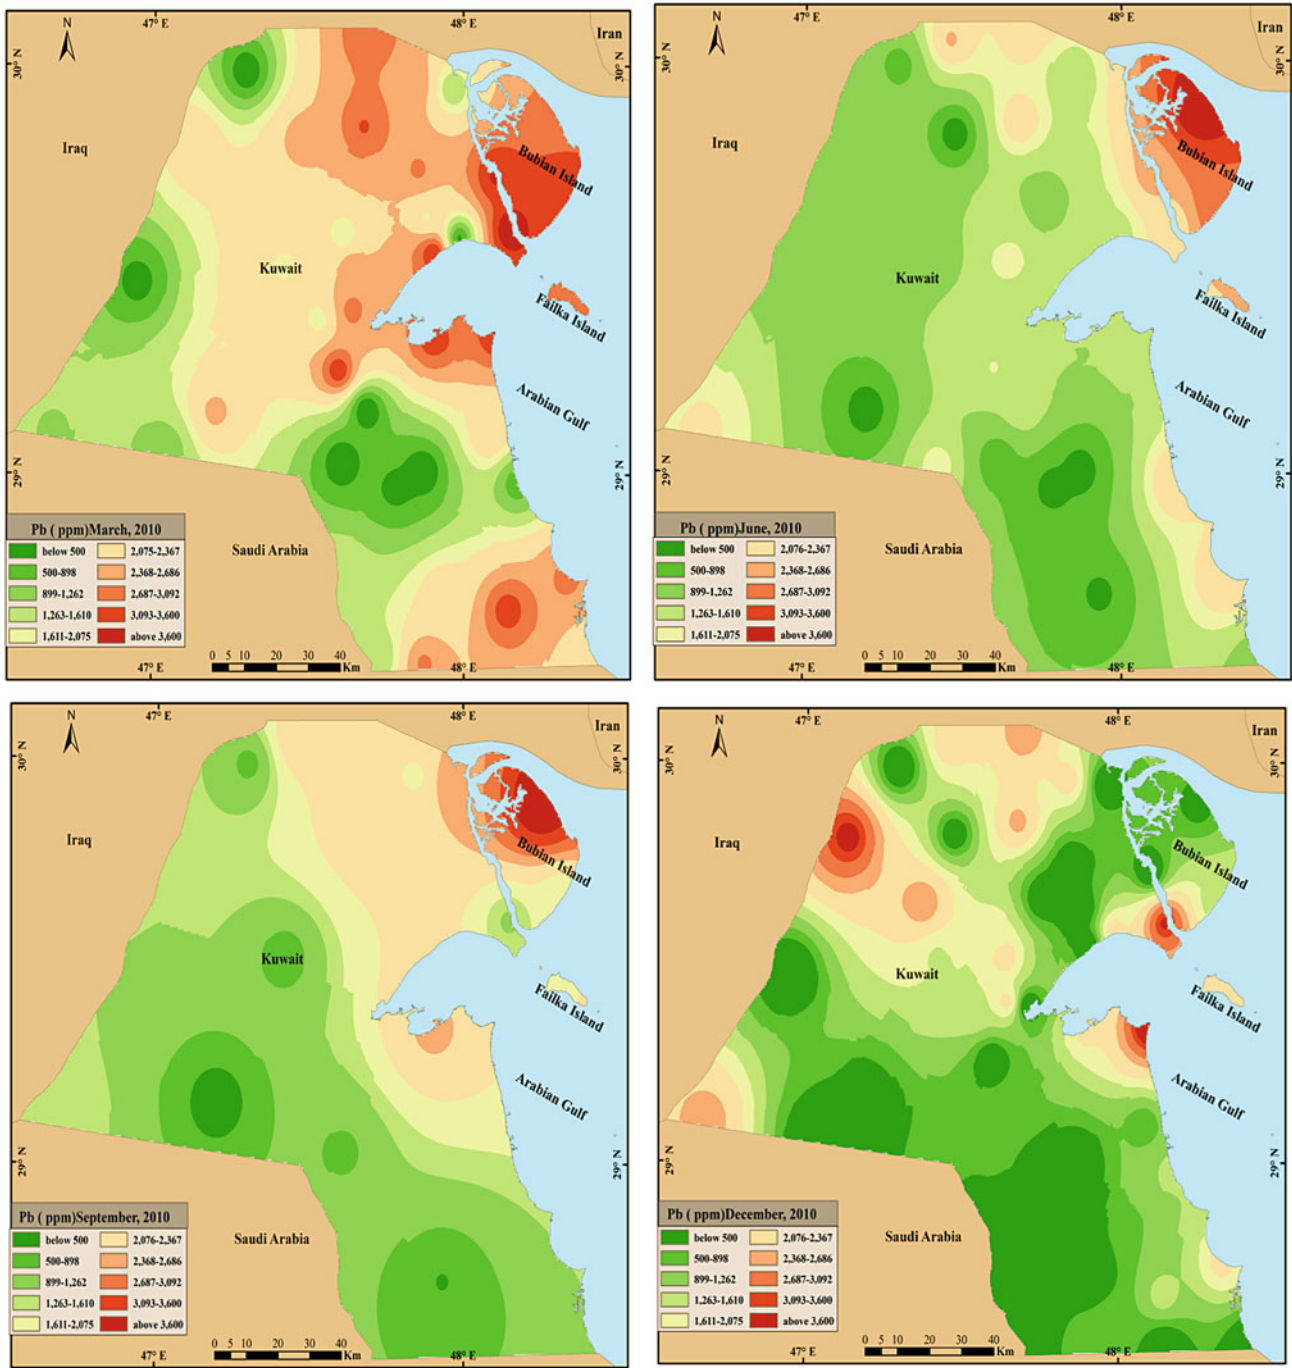 N
47° E
48° E
Iran
30° N
30° N
Iraq
Bubian Island
Kuwait
Failka Island
Arabian Gulf
29° N
29° N
Saudi Arabia
Pb ( ppm)March, 2010
below 500
2,075-2,367
500-898
2,368-2,686
899-1,262
2,687-3,092
1,263-1,610
3,093-3,600
1,611-2,075
above 3,600
0 5 10 20 30 40
Km
47° E
48° E
N
47° E
48° E
Iran
30° N
30° N
Iraq
Bubian Island
Kuwait
Failka Island
Arabian Gulf
29° N
29° N
Saudi Arabia
Pb ( ppm)June, 2010
below 500
2,076-2,367
500-898
2,368-2,686
899-1,262
2,687-3,092
1,263-1,610
3,093-3,600
1,611-2,075
above 3,600
0 5 10 20 30 40
Km
47° E
48° E
N
47° E
48° E
Iran
30° N
30° N
Iraq
Bubian Island
Kuwait
Failka Island
Arabian Gulf
29° N
29° N
Saudi Arabia
Pb ( ppm)September, 2010
below 500
2,076-2,367
500-898
2,368-2,686
899-1,262
2,687-3,092
1,263-1,610
3,093-3,600
1,611-2,075
above 3,600
0 5 10 20 30 40
Km
47° E
48° E
N
47° E
48° E
Iran
30° N
30° N
Iraq
Bubian Island
Kuwait
Failka Island
Arabian Gulf
29° N
29° N
Saudi Arabia
Pb ( ppm)December, 2010
below 500
2,076-2,367
500-898
2,368-2,686
899-1,262
2,687-3,092
1,263-1,610
3,093-3,600
1,611-2,075
above 3,600
0 5 10 20 30 40
Km
47° E
48° E